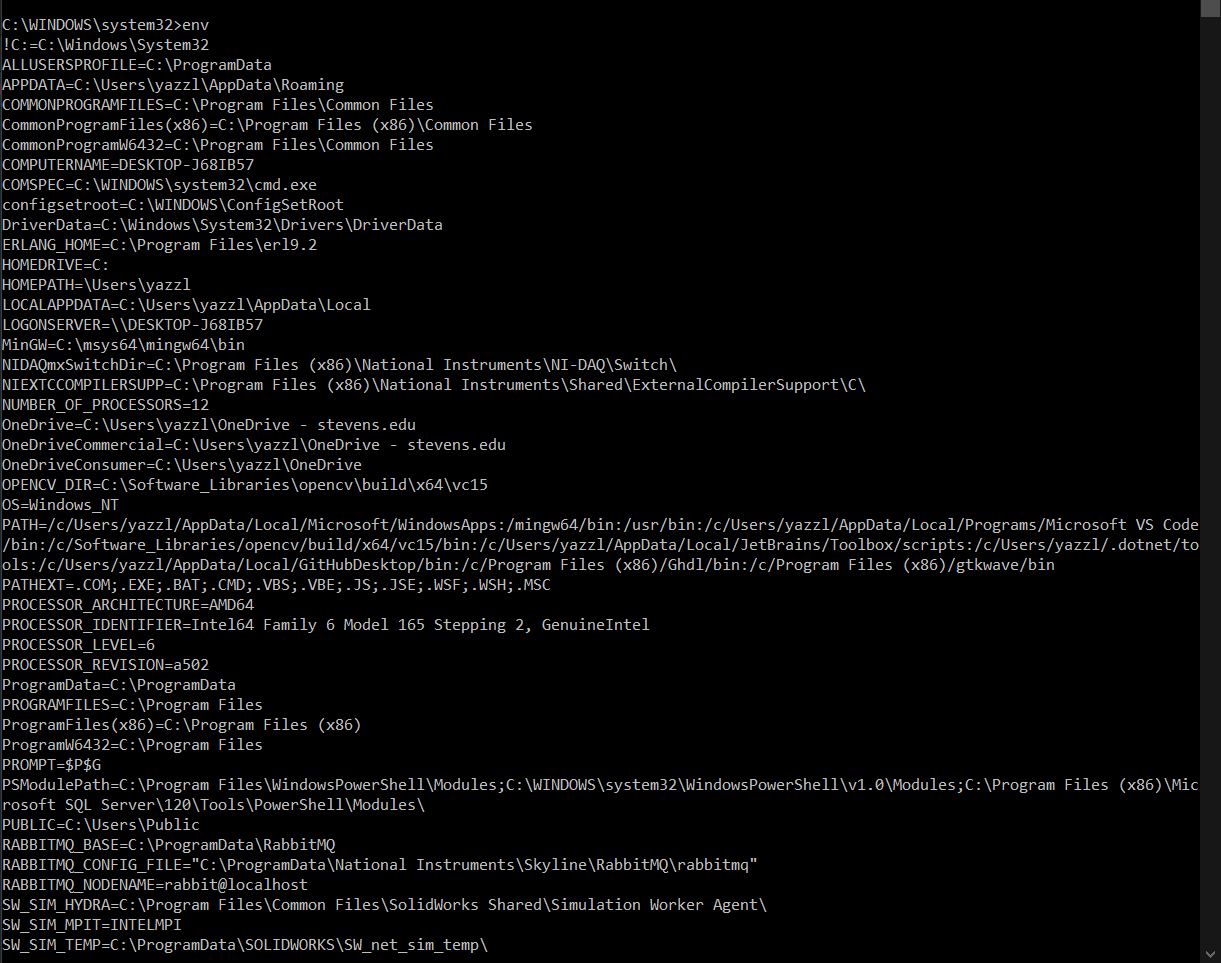 C:\WINDOWS\system32>env
!C:=C:\Windows\System32
ALLUSERSPROFILE=C:\ProgramData
APPDATA=C:\Users\yazzl\AppData\Roaming
COMMONPROGRAMFILES=C:\Program Files\Common Files
CommonProgramFiles(x86)=C:\Program Files (x86)\Common Files
CommonProgramW6432=C:\Program Files\Common Files
COMPUTERNAME=DESKTOP-J68IB57
COMSPEC=C:\WINDOWS\system32\cmd.exe
configsetroot=C:\WINDOWS\ConfigSetRoot
DriverData=C:\Windows\System32\Drivers\DriverData
ERLANG_HOME=C:\Program Files\erl9.2
HOMEDRIVE=C:
HOMEPATH=\Users\yazzl
LOCALAPPDATA=C:\Users\yazzl\AppData\Local
LOGONSERVER=\\DESKTOP-J68IB57
MinGW=C:\msys64\mingw64\bin
NIDAQmxSwitchDir=C:\Program Files (x86)\National Instruments\NI-DAQ\Switch\
NIEXTCCOMPILERSUPP=C:\Program Files (x86)\National Instruments\Shared\ExternalCompilerSupport\C\
NUMBER_OF_PROCESSORS=12
OneDrive=C:\Users\yazzl\OneDrive - stevens.edu
OneDriveCommercial=C:\Users\yazzl\OneDrive - stevens.edu
OneDriveConsumer=C:\Users\yazzl\OneDrive
OPENCV_DIR=C:\Software_Libraries\opencv\build\x64\vc15
OS=Windows_NT
PATH=/c/Users/yazzl/AppData/Local/Microsoft/WindowsApps:/mingw64/bin:/usr/bin:/c/Users/yazzl/AppData/Local/Programs/Microsoft VS Code
/bin:/c/Software_Libraries/opencv/build/x64/vc15/bin:/c/Users/yazzl/AppData/Local/JetBrains/Toolbox/scripts:/c/Users/yazzl/.dotnet/to
ols:/c/Users/yazzl/AppData/Local/GitHubDesktop/bin:/c/Program Files (x86)/Ghdl/bin:/c/Program Files (x86)/gtkwave/bin
PATHEXT=.COM;.EXE;.BAT;.CMD;.VBS;.VBE;.JS;.JSE;.WSF;.WSH;.MSC
PROCESSOR_ARCHITECTURE=AMD64
PROCESSOR_IDENTIFIER=Intel64 Family 6 Model 165 Stepping 2, GenuineIntel
PROCESSOR_LEVEL=6
PROCESSOR_REVISION=a502
ProgramData=C:\ProgramData
PROGRAMFILES=C:\Program Files
ProgramFiles(x86)=C:\Program Files (x86)
ProgramW6432=C:\Program Files
PROMPT=$P$G
PSModulePath=C:\Program Files\WindowsPowerShell\Modules;C:\WINDOWS\system32\WindowsPowerShell\v1.0\Modules;C:\Program Files (x86)\Mic
rosoft SQL Server\120\Tools\PowerShell\Modules\
PUBLIC=C:\Users\Public
RABBITMQ_BASE=C:\ProgramData\RabbitMQ
RABBITMQ_CONFIG_FILE="C:\ProgramData\National Instruments\Skyline\RabbitMQ\rabbitmq"
RABBITMQ_NODENAME=rabbit@localhost
SW_SIM_HYDRA=C:\Program Files\Common Files\SolidWorks Shared\Simulation Worker Agent\
SW_SIM_MPIT=INTELMPI
SW_SIM_TEMP=C:\ProgramData\SOLIDWORKS\SW_net_sim_temp\